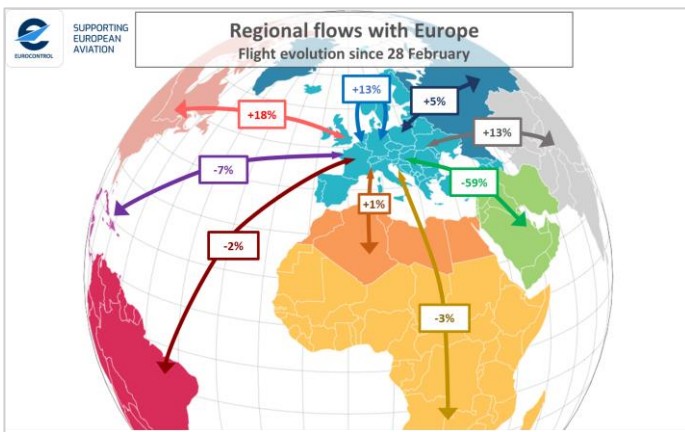 SUPPORTING
EUROPEAN
AVIATION
EUROCONTROL
Regional flows with Europe
Flight evolution since 28 February
+13%
+5%
+18%
+13%
-7%
-59%
+1%
-2%
-3%